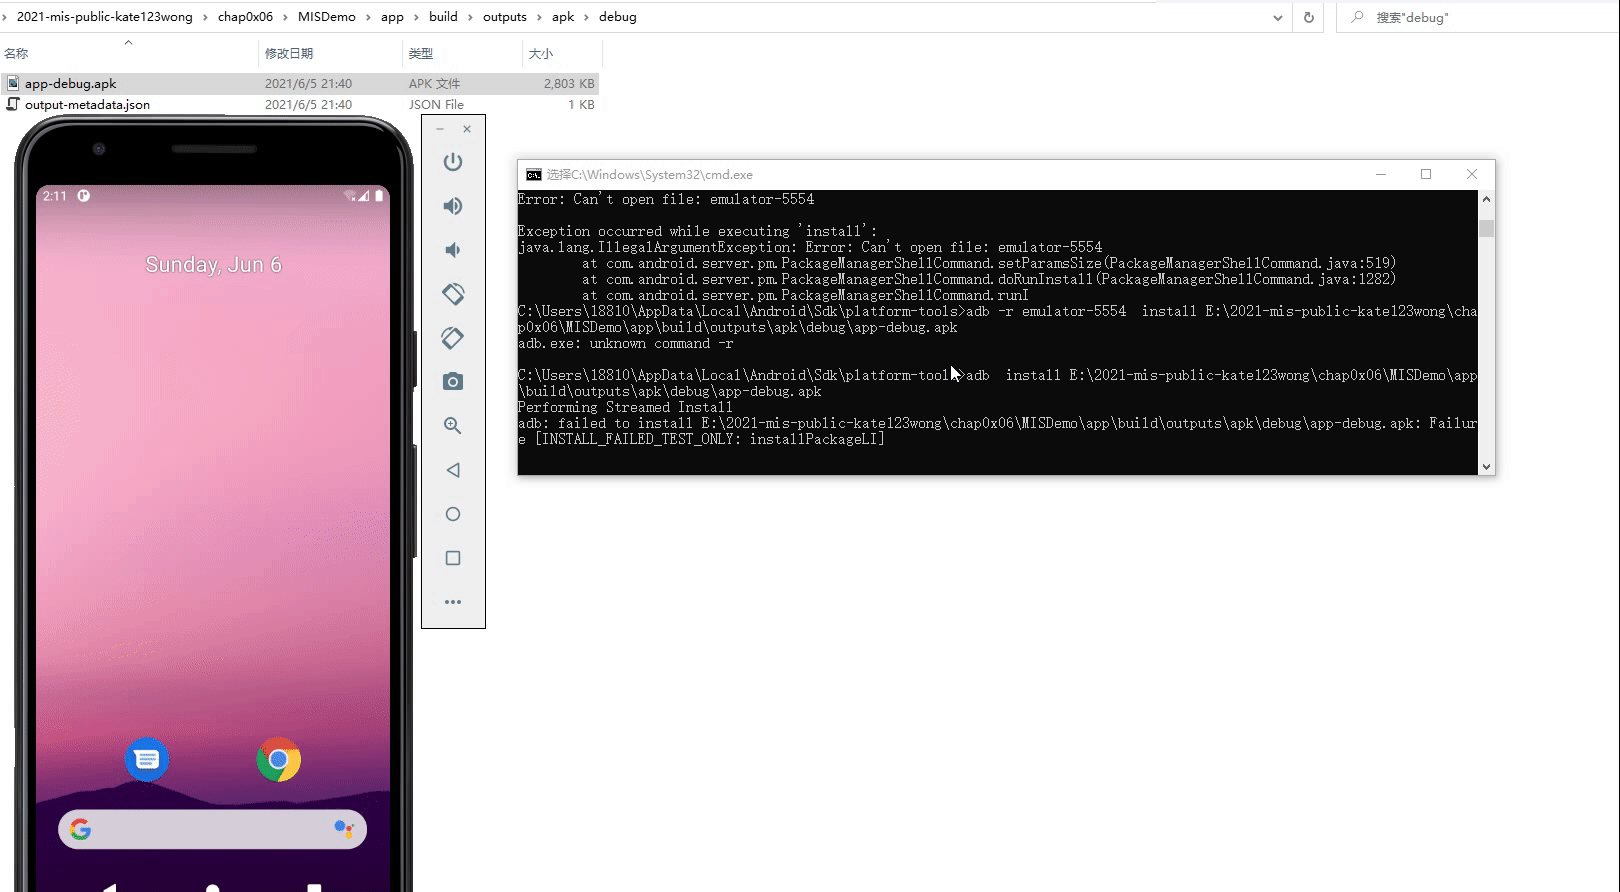 2021-mis-public-kate123wong > chap0x06 > MISDemo > app > build > outputs > apk > debug
搜索"debug"
名称 修改日期 类型 大小
app-debug.apk 2021/6/5 21:40 APK 文件 2,803 KB
output-metadata.json 2021/6/5 21:40 JSON File 1 KB
2:11
Sunday, Jun 6
选择C:\Windows\System32\cmd.exe
Error: Can't open file: emulator-5554
Exception occurred while executing 'install':
java.lang.IllegalArgumentException: Error: Can't open file: emulator-5554
at com.android.server.pm.PackageManagerShellCommand.setParamsSize(PackageManagerShellCommand.java:519)
at com.android.server.pm.PackageManagerShellCommand.doRunInstall(PackageManagerShellCommand.java:1282)
at com.android.server.pm.PackageManagerShellCommand.runI
C:\Users\18810\AppData\Local\Android\Sdk\platform-tools>adb -r emulator-5554  install E:\2021-mis-public-kate123wong\cha
p0x06\MISDemo\app\build\outputs\apk\debug\app-debug.apk
adb.exe: unknown command -r
C:\Users\18810\AppData\Local\Android\Sdk\platform-tools>adb  install E:\2021-mis-public-kate123wong\chap0x06\MISDemo\app
\build\outputs\apk\debug\app-debug.apk
Performing Streamed Install
adb: failed to install E:\2021-mis-public-kate123wong\chap0x06\MISDemo\app\build\outputs\apk\debug\app-debug.apk: Failur
e [INSTALL_FAILED_TEST_ONLY: installPackageLI]